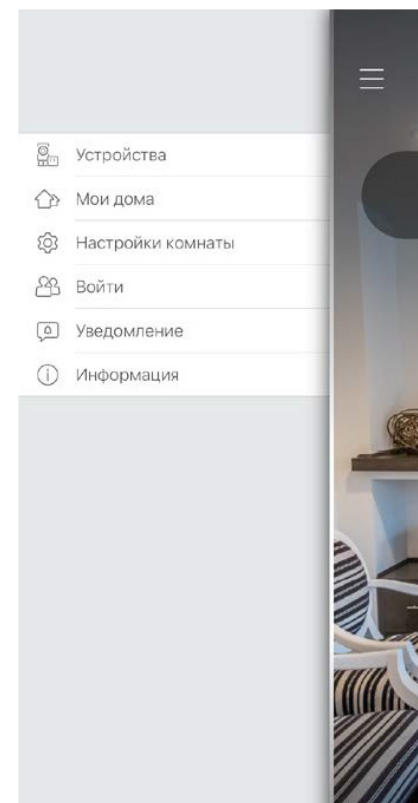 Устройства
Мои дома
Настройки комнаты
Войти
Уведомление
Информация